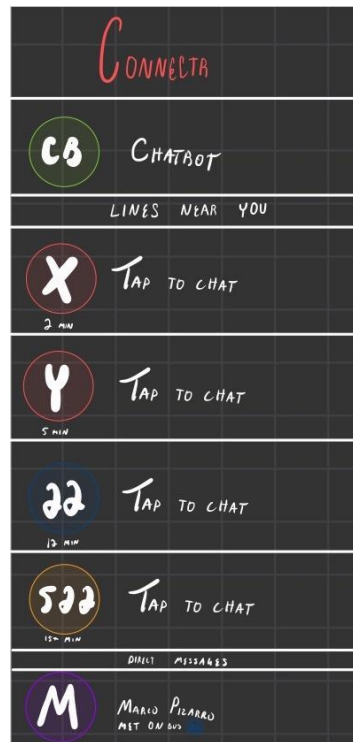 CONNECTR
CB CHATBOT
LINES NEAR YOU
X TAP TO CHAT
2 MIN
Y TAP TO CHAT
5 MIN
22 TAP TO CHAT
12 MIN
522 TAP TO CHAT
15+ MIN
DIRECT MESSAGES
M MARCO PIZARRO
MET ON BUS